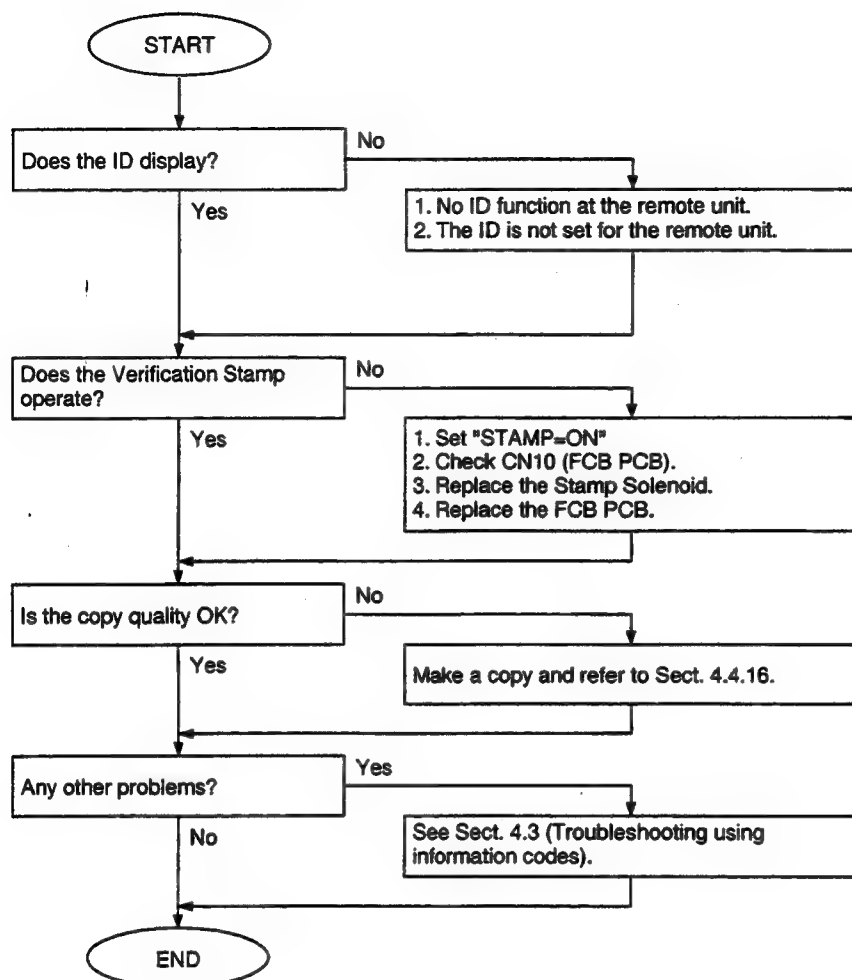 START
Does the ID display?
No
Yes
1. No ID function at the remote unit.
2. The ID is not set for the remote unit.
Does the Verification Stamp
operate?
No
Yes
1. Set "STAMP=ON"
2. Check CN10 (FCB PCB).
3. Replace the Stamp Solenoid.
4. Replace the FCB PCB.
Is the copy quality OK?
No
Yes
Make a copy and refer to Sect. 4.4.16.
Any other problems?
Yes
No
See Sect. 4.3 (Troubleshooting using
information codes).
END